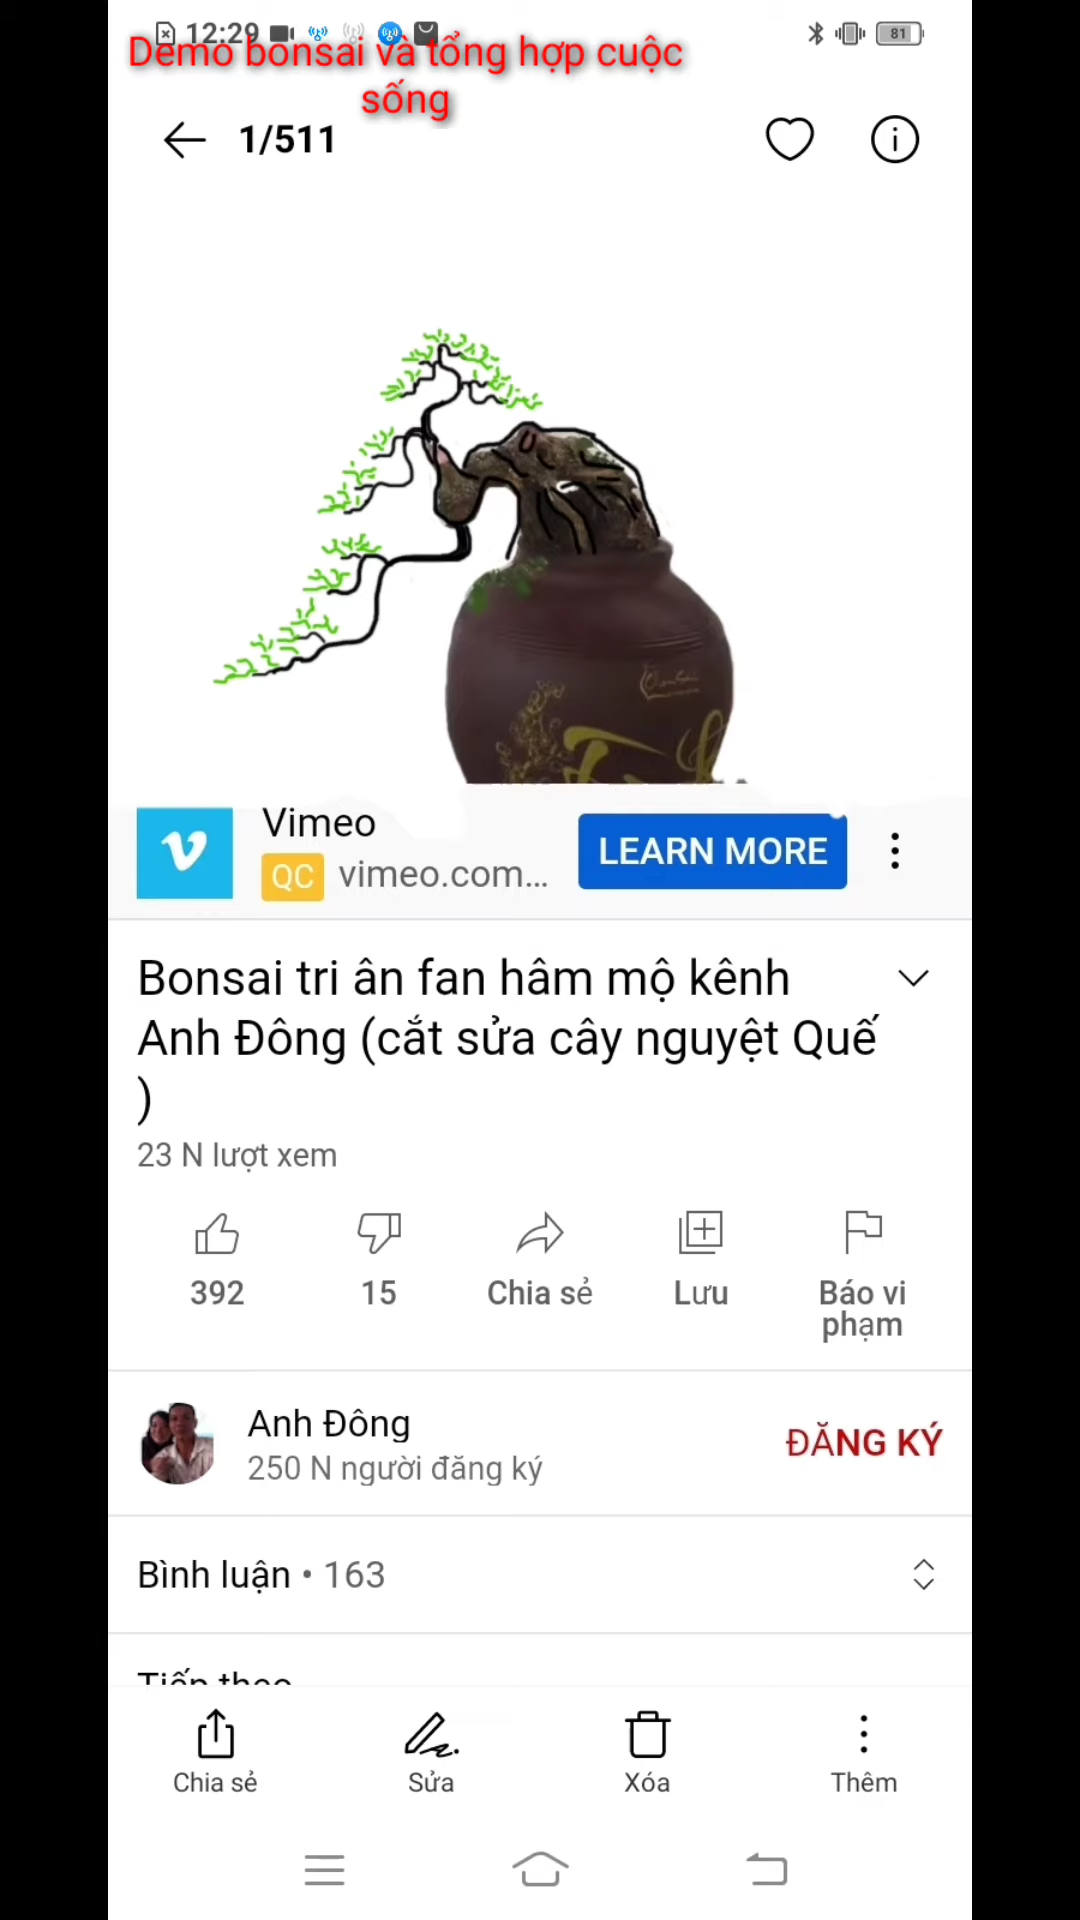 12:29
81
Demo bonsai và tổng hợp cuộc
sống
1/511
Vimeo
LEARN MORE
QC vimeo.com...
Bonsai tri ân fan hâm mộ kênh
Anh Đông (cắt sửa cây nguyệt Quế
)
23 N lượt xem
392
15
Chia sẻ
Lưu
Báo vi
phạm
Anh Đông
250 N người đăng ký
ĐĂNG KÝ
Bình luận • 163
Tiếp theo
Chia sẻ
Sửa
Xóa
Thêm